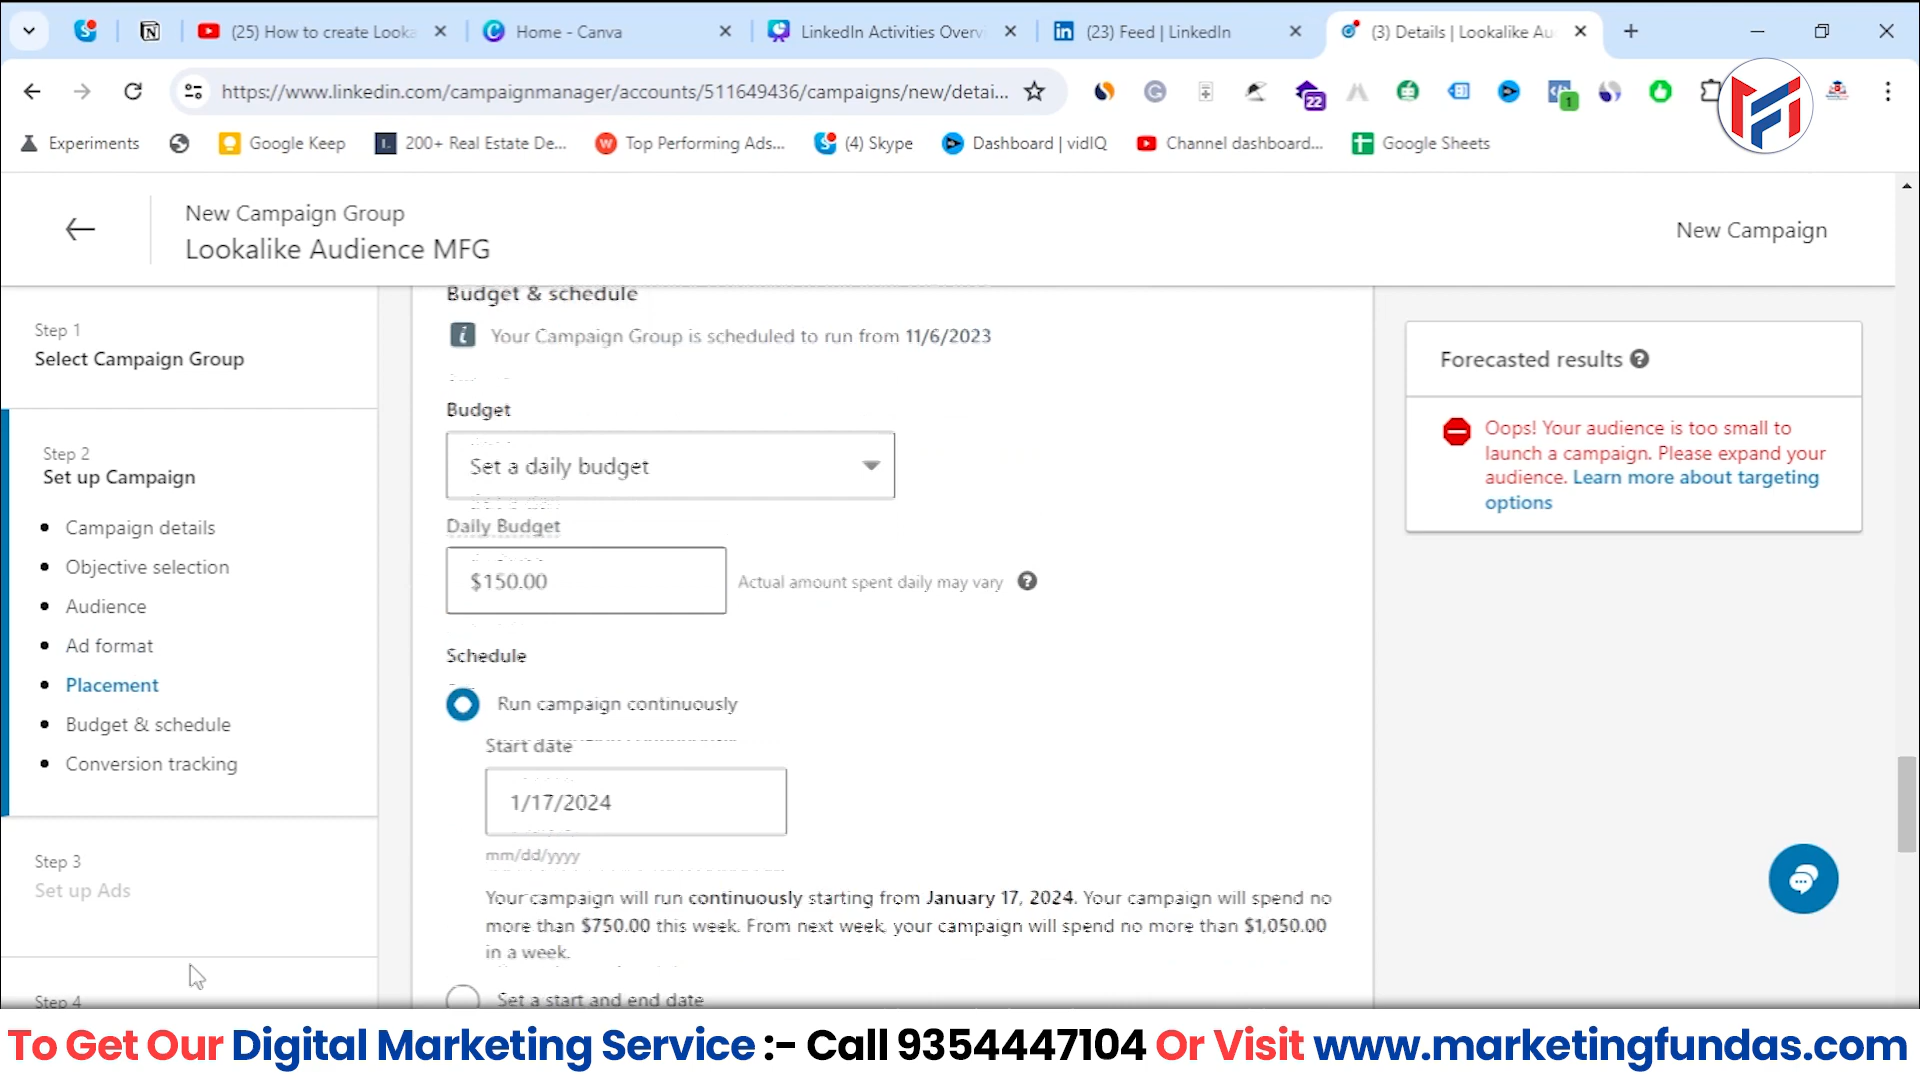 (25) How to create Looka
Home - Canva
LinkedIn Activities Overv
(23) Feed | LinkedIn
(3) Details | Lookalike Au
https://www.linkedin.com/campaignmanager/accounts/511649436/campaigns/new/detai...
22
1
Experiments
Google Keep
200+ Real Estate De...
Top Performing Ads...
(4) Skype
Dashboard | vidIQ
Channel dashboard...
Google Sheets
New Campaign Group
Lookalike Audience MFG
New Campaign
Step 1
Select Campaign Group
Step 2
Set up Campaign
Campaign details
Objective selection
Audience
Ad format
Placement
Budget & schedule
Conversion tracking
Step 3
Set up Ads
Step 4
Budget & schedule
Your Campaign Group is scheduled to run from 11/6/2023
Budget
Set a daily budget
Daily Budget
$150.00
Actual amount spent daily may vary
Schedule
Run campaign continuously
Start date
1/17/2024
mm/dd/yyyy
Your campaign will run continuously starting from January 17, 2024. Your campaign will spend no
more than $750.00 this week. From next week, your campaign will spend no more than $1,050.00
in a week.
Set a start and end date
Forecasted results
Oops! Your audience is too small to
launch a campaign. Please expand your
audience. Learn more about targeting
options
To Get Our Digital Marketing Service :- Call 9354447104 Or Visit www.marketingfundas.com